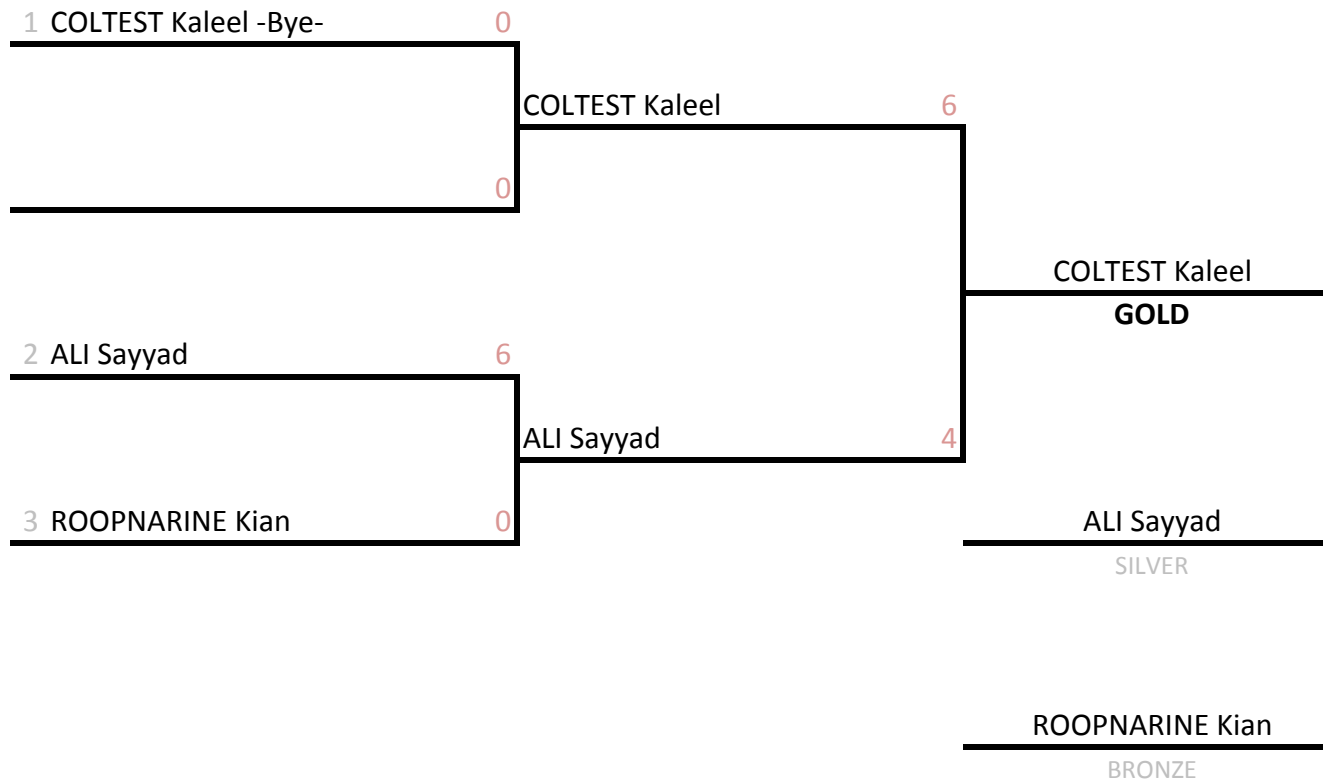 1 COLTEST Kaleel -Bye- 0
COLTEST Kaleel 6
0
COLTEST Kaleel
GOLD
2 ALI Sayyad 6
ALI Sayyad 4
3 ROOPNARINE Kian 0
ALI Sayyad
SILVER
ROOPNARINE Kian
BRONZE